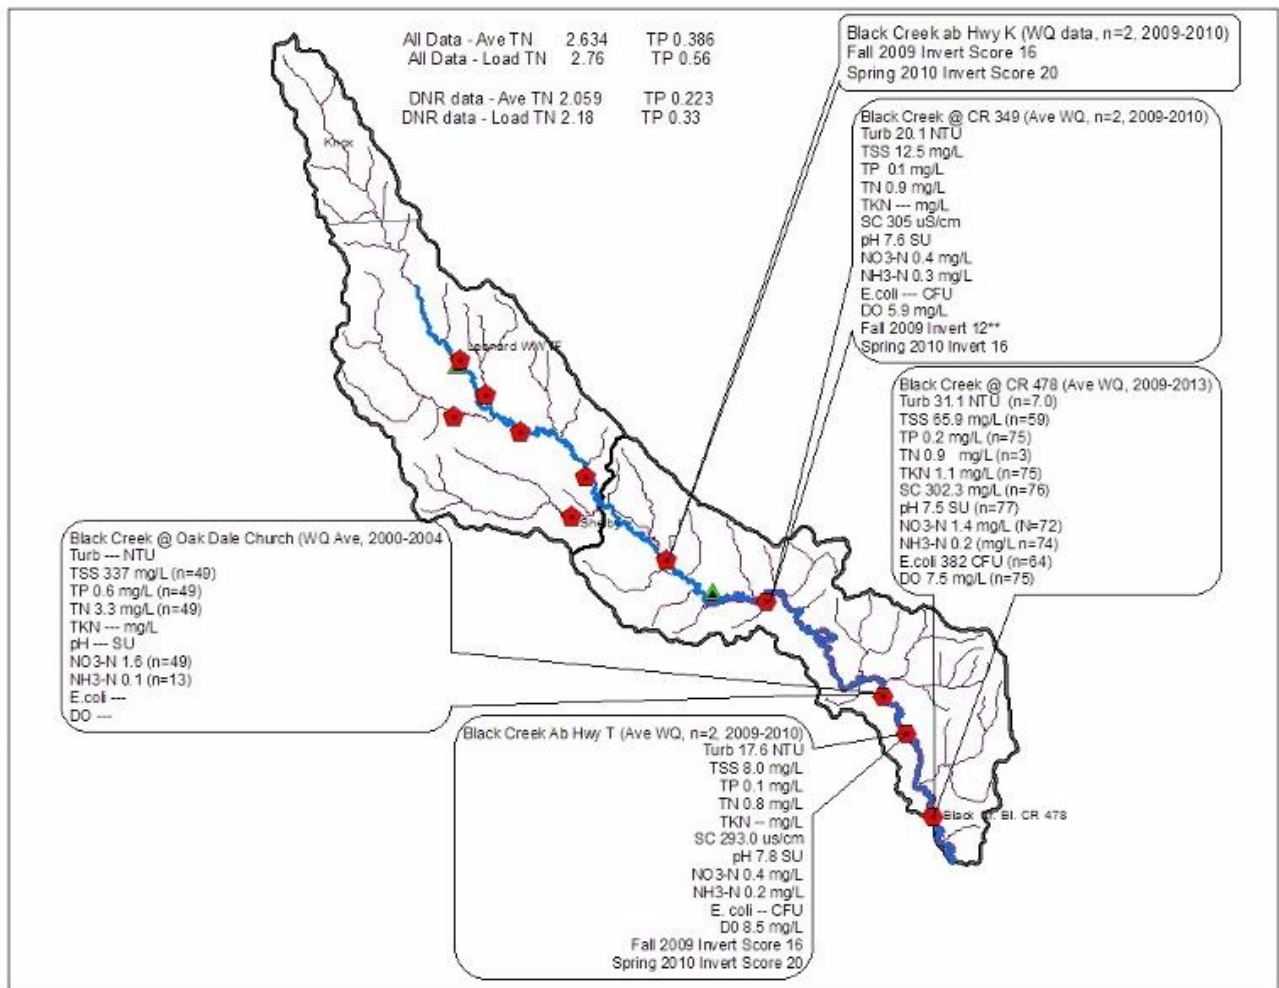 All Data - Ave TN 2.634 TP 0.386
All Data - Load TN 2.76 TP 0.56
DNR data - Ave TN 2.059 TP 0.223
DNR data - Load TN 2.18 TP 0.33
Black Creek ab Hwy K (WQ data, n=2, 2009-2010)
Fall 2009 Invert Score 16
Spring 2010 Invert Score 20
Black Creek @ CR 349 (Ave WQ, n=2, 2009-2010)
Turb 20.1 NTU
TSS 12.5 mg/L
TP 0.1 mg/L
TN 0.9 mg/L
TKN --- mg/L
SC 305 uS/cm
pH 7.6 SU
NO3-N 0.4 mg/L
NH3-N 0.3 mg/L
E.coli --- CFU
DO 5.9 mg/L
Fall 2009 Invert 12**
Spring 2010 Invert 16
Black Creek @ CR 478 (Ave WQ, 2009-2013)
Turb 31.1 NTU (n=7.0)
TSS 65.9 mg/L (n=59)
TP 0.2 mg/L (n=75)
TN 0.9 mg/L (n=3)
TKN 1.1 mg/L (n=75)
SC 302.3 mg/L (n=76)
pH 7.5 SU (n=77)
NO3-N 1.4 mg/L (N=72)
NH3-N 0.2 (mg/L n=74)
E.coli 382 CFU (n=64)
DO 7.5 mg/L (n=75)
Knox
Leonard WWTF
Shelby
Black Cr. Bl. CR 478
Black Creek @ Oak Dale Church (WQ Ave, 2000-2004
Turb --- NTU
TSS 337 mg/L (n=49)
TP 0.6 mg/L (n=49)
TN 3.3 mg/L (n=49)
TKN --- mg/L
pH --- SU
NO3-N 1.6 (n=49)
NH3-N 0.1 (n=13)
E.coli ---
DO ---
Black Creek Ab Hwy T (Ave WQ, n=2, 2009-2010)
Turb 17.6 NTU
TSS 8.0 mg/L
TP 0.1 mg/L
TN 0.8 mg/L
TKN -- mg/L
SC 293.0 us/cm
pH 7.8 SU
NO3-N 0.4 mg/L
NH3-N 0.2 mg/L
E. coli -- CFU
D0 8.5 mg/L
Fall 2009 Invert Score 16
Spring 2010 Invert Score 20